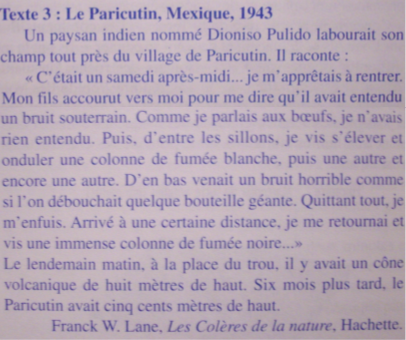 Texte 3 : Le Paricutin, Mexique, 1943
Un paysan indien nommé Dioniso Pulido labourait son
champ tout près du village de Paricutin. Il raconte :
« C'était un samedi après-midi... je m'apprêtais à rentrer.
Mon fils accourut vers moi pour me dire qu'il avait entendu
un bruit souterrain. Comme je parlais aux bœufs, je n'avais
rien entendu. Puis, d'entre les sillons, je vis s'élever et
onduler une colonne de fumée blanche, puis une autre et
encore une autre. D'en bas venait un bruit horrible comme
si l'on débouchait quelque bouteille géante. Quittant tout, je
m'enfuis. Arrivé à une certaine distance, je me retournai et
vis une immense colonne de fumée noire...»
Le lendemain matin, à la place du trou, il y avait un cône
volcanique de huit mètres de haut. Six mois plus tard, le
Paricutin avait cinq cents mètres de haut.
Franck W. Lane, Les Colères de la nature, Hachette.